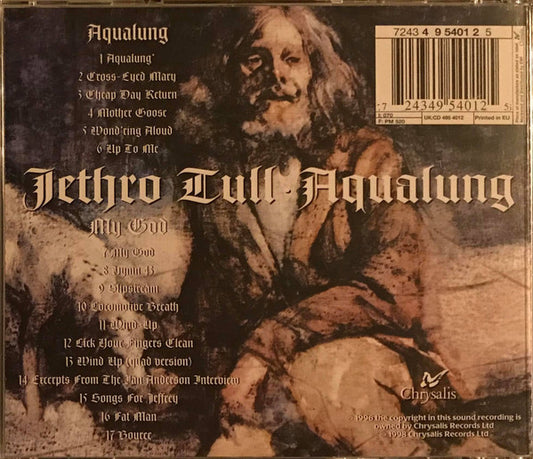 Aqualung
1 Aqualung'
2 Cross-Eyed Mary
3 Cheap Day Return
4 Mother Goose
5 Wond'ring Aloud
6 Up To Me
7243 4 95401 2 5
7 24349 54012 5
F: PM 500
UK:CD 495 4012
Printed in EU
Jethro Tull · Aqualung
My God
7 My God
8 Hymn 43
9 Slipstream
10 Locomotive Breath
11 Wind-Up
12 Lick Your Fingers Clean
13 Wind Up (quad version)
14 Excerpts From The Ian Anderson Interview
15 Songs For Jeffrey
16 Fat Man
17 Bouree
Chrysalis
℗ 1996 the copyright in this sound recording is
owned by Chrysalis Records Ltd
© 1998 Chrysalis Records Ltd